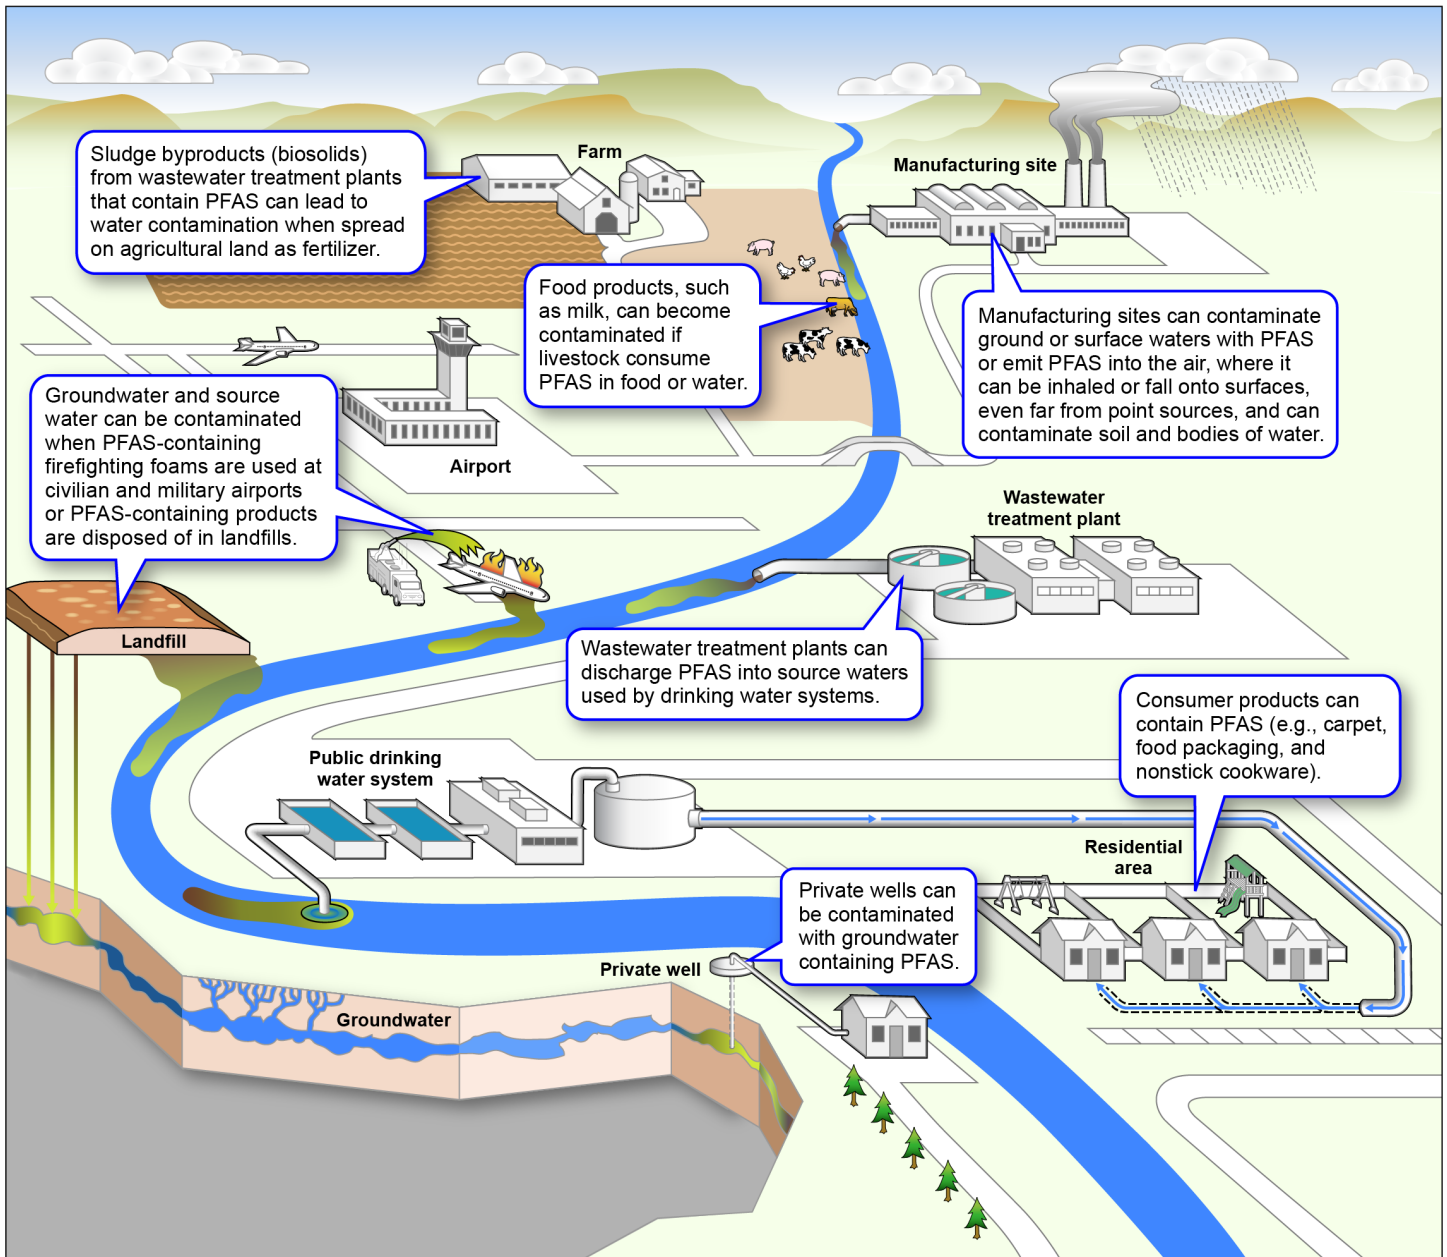 Sludge byproducts (biosolids)
from wastewater treatment plants
that contain PFAS can lead to
water contamination when spread
on agricultural land as fertilizer.
Farm
Manufacturing site
Food products, such
as milk, can become
contaminated if
livestock consume
PFAS in food or water.
Manufacturing sites can contaminate
ground or surface waters with PFAS
or emit PFAS into the air, where it
can be inhaled or fall onto surfaces,
even far from point sources, and can
contaminate soil and bodies of water.
Groundwater and source
water can be contaminated
when PFAS-containing
firefighting foams are used at
civilian and military airports
or PFAS-containing products
are disposed of in landfills.
Airport
Wastewater
treatment plant
Landfill
Wastewater treatment plants can
discharge PFAS into source waters
used by drinking water systems.
Consumer products can
contain PFAS (e.g., carpet,
food packaging, and
nonstick cookware).
Public drinking
water system
Residential
area
Private wells can
be contaminated
with groundwater
containing PFAS.
Private well
Groundwater